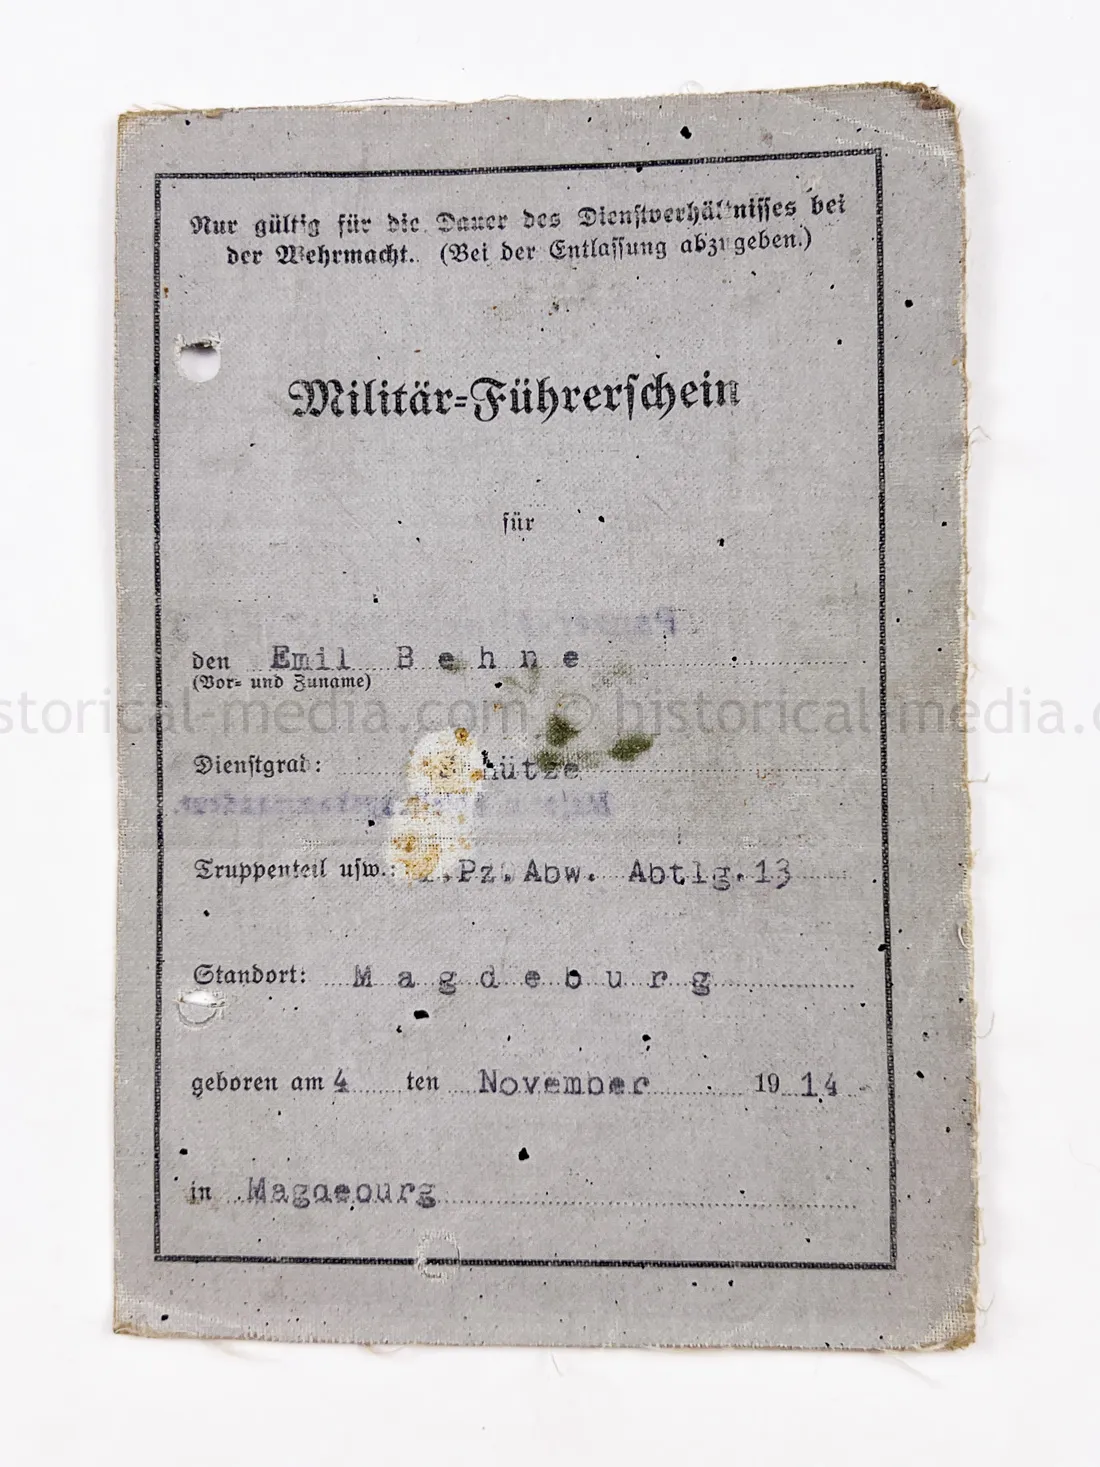 Nur gültig für die Dauer des Dienstverhältnisses bei
der Wehrmacht. (Bei der Entlassung abzugeben.)
Militär-Führerschein
für
den Emil Behne
(Vor- und Zuname)
historical-media.com © historical-media.c
Dienstgrad: Schütze
Truppenteil usw.: Pz. Abw. Abtlg. 13
Standort: Magdeburg
geboren am 4 ten November 1914
in Magdeburg